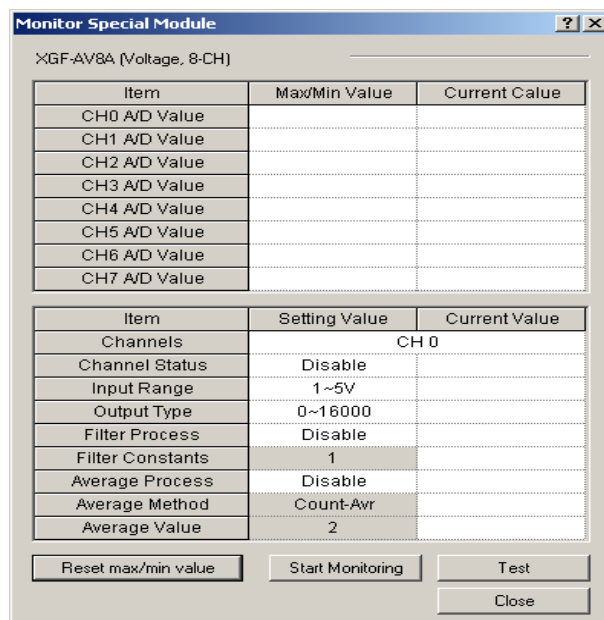 Monitor Special Module ? ×
XGF-AV8A (Voltage, 8-CH)
Item Max/Min Value Current Calue
CH0 A/D Value
CH1 A/D Value
CH2 A/D Value
CH3 A/D Value
CH4 A/D Value
CH5 A/D Value
CH6 A/D Value
CH7 A/D Value
Item Setting Value Current Value
Channels CH 0
Channel Status Disable
Input Range 1~5V
Output Type 0~16000
Filter Process Disable
Filter Constants 1
Average Process Disable
Average Method Count-Avr
Average Value 2
Reset max/min value Start Monitoring Test
Close